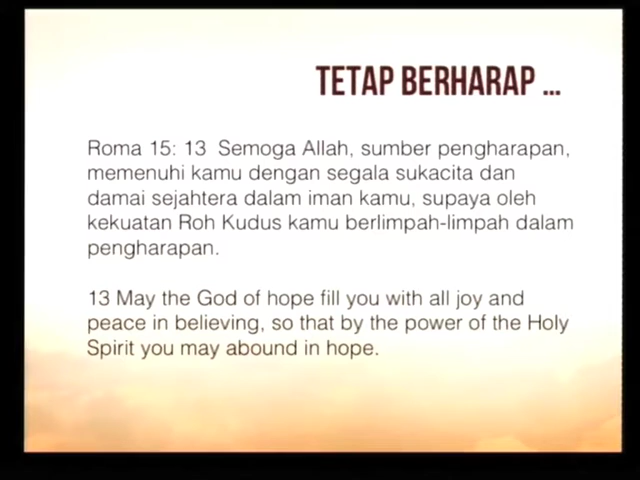 TETAP BERHARAP ...
Roma 15: 13  Semoga Allah, sumber pengharapan,
memenuhi kamu dengan segala sukacita dan
damai sejahtera dalam iman kamu, supaya oleh
kekuatan Roh Kudus kamu berlimpah-limpah dalam
pengharapan.
13 May the God of hope fill you with all joy and
peace in believing, so that by the power of the Holy
Spirit you may abound in hope.